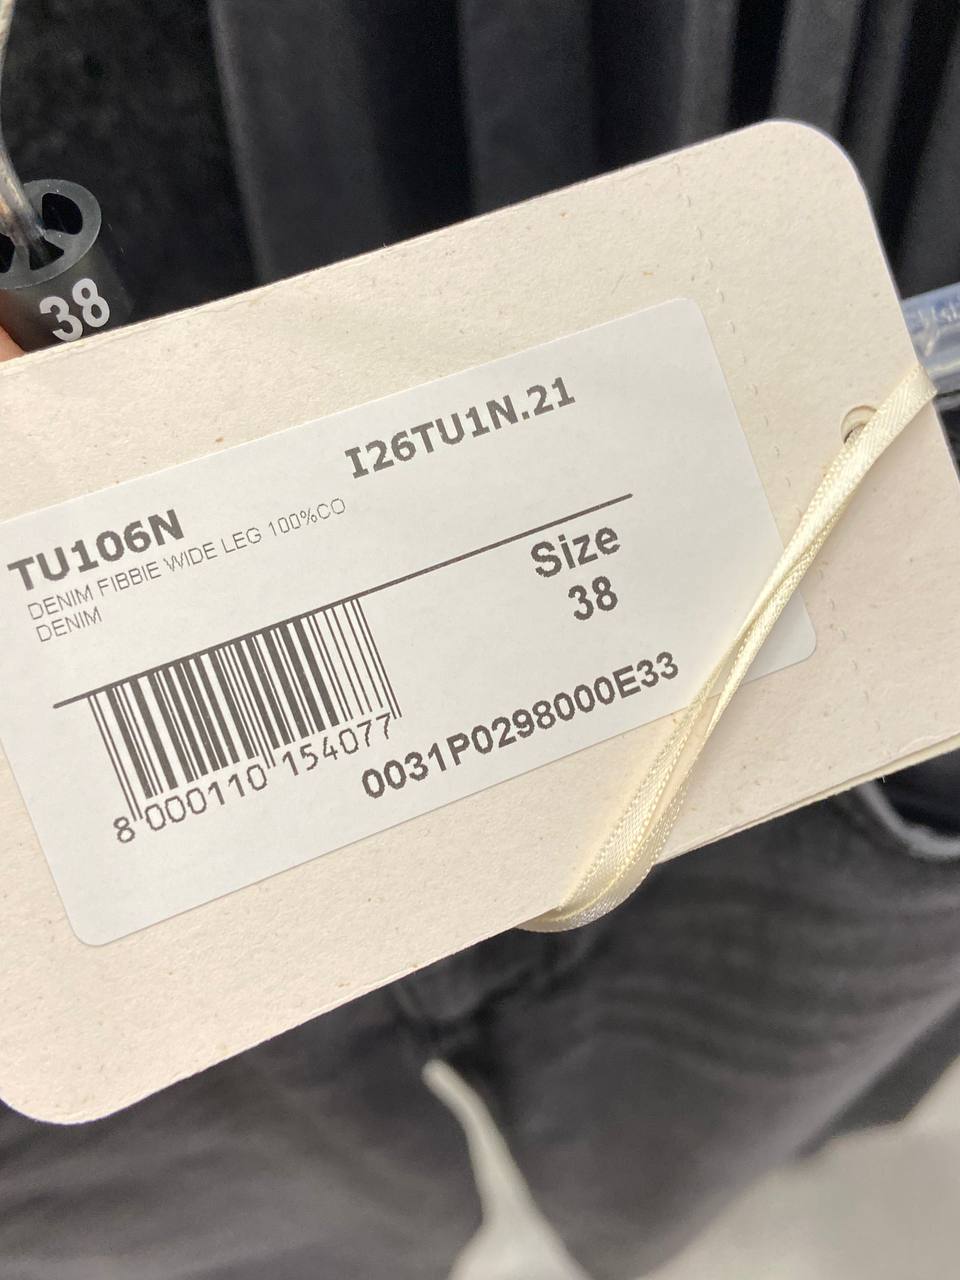 38
I26TU1N.21
TU106N
DENIM FIBBIE WIDE LEG 100%CO
DENIM
Size
38
8 000110 154077
0031P0298000E33